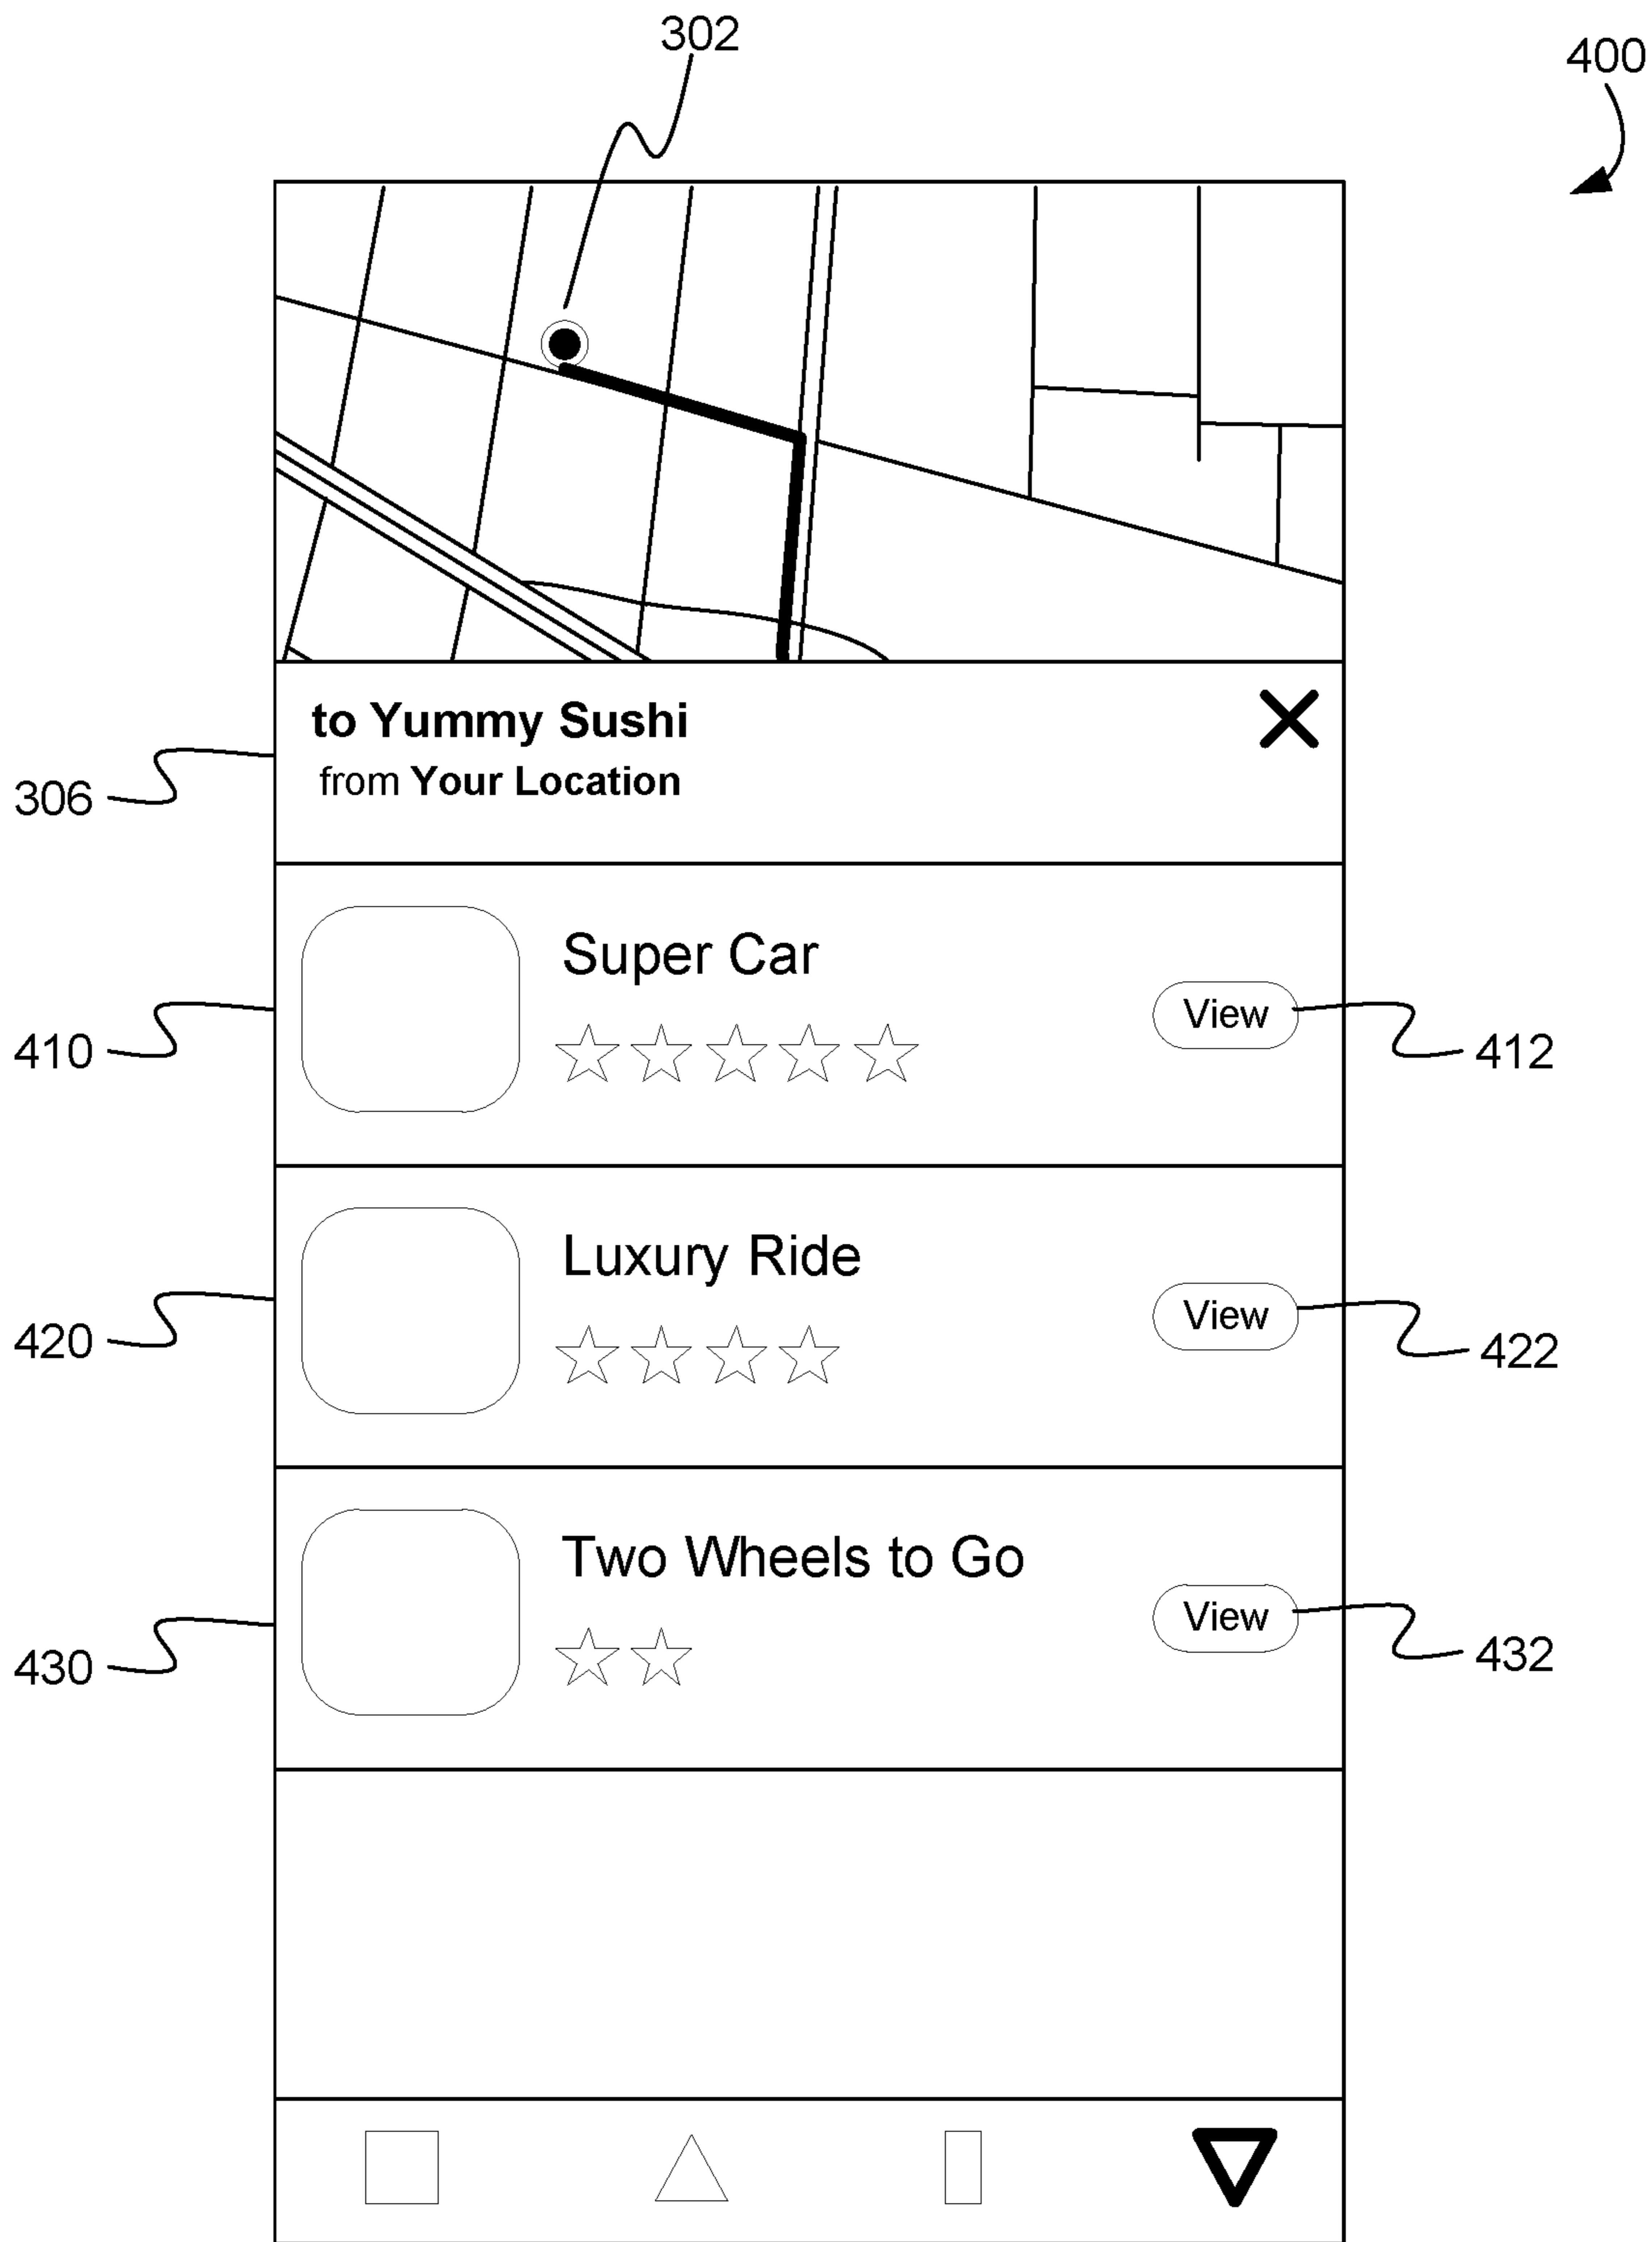 302
400
to Yummy Sushi
from Your Location
306
Super Car
View
410
412
Luxury Ride
View
420
422
Two Wheels to Go
View
430
432